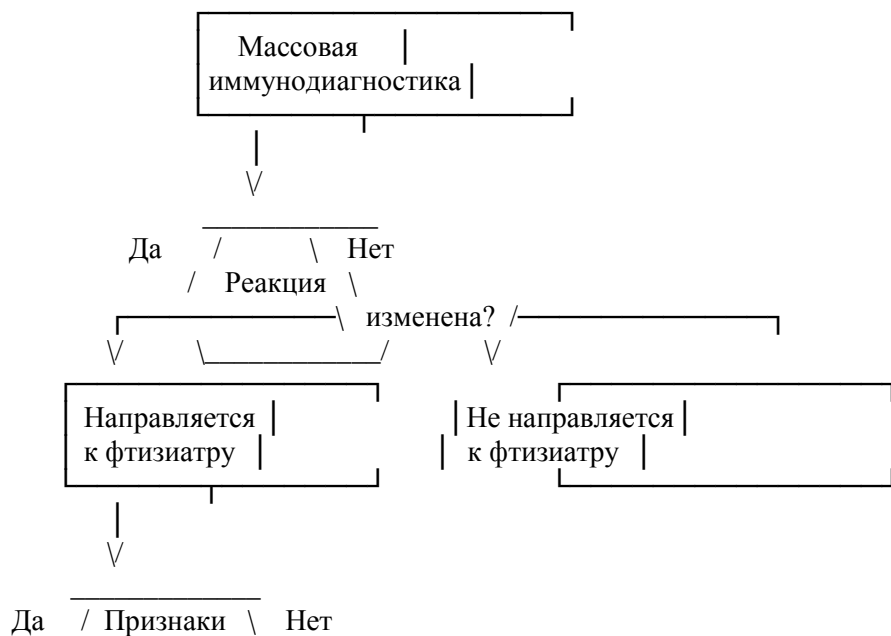 Массовая
иммунодиагностика
Да Нет
Реакция
изменена?
Направляется Не направляется
к фтизиатру к фтизиатру
Да Признаки Нет